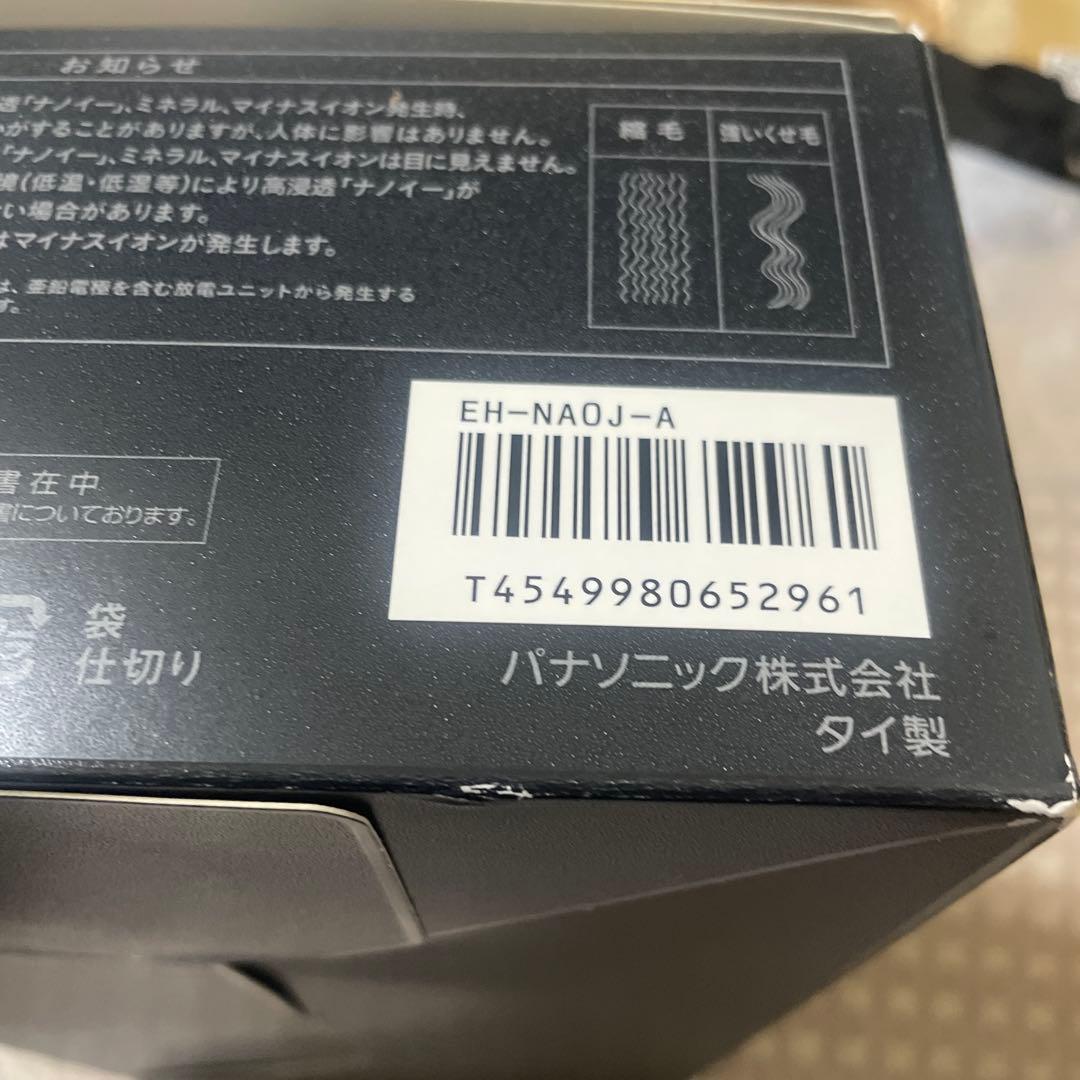 お知らせ
透「ナノイー」、ミネラル、マイナスイオン発生時、
いがすることがありますが、人体に影響はありません。
「ナノイー」、ミネラル、マイナスイオンは目に見えません。
境(低温・低湿等)により高浸透「ナノイー」が
ない場合があります。
はマイナスイオンが発生します。
は、亜鉛電極を含む放電ユニットから発生する
す。
縮毛
強いくせ毛
EH-NA0J-A
T4549980652961
書在中
書についております。
袋
仕切り
パナソニック株式会社
タイ製